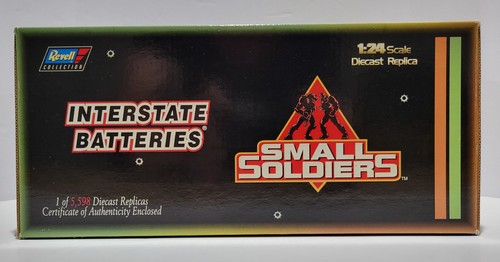 Revell
COLLECTION
1:24 Scale
Diecast Replica
INTERSTATE
BATTERIES®
SMALL
SOLDIERS™
1 of 5,598 Diecast Replicas
Certificate of Authenticity Enclosed